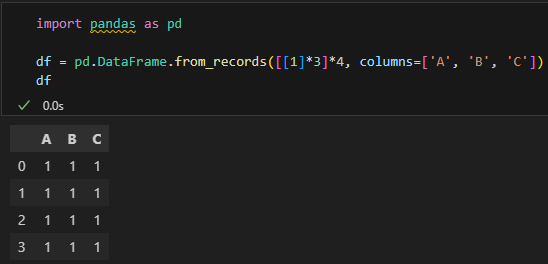 import pandas as pd
df = pd.DataFrame.from_records([[1]*3]*4, columns=['A', 'B', 'C'])
df
0.0s
A B C
0 1 1 1
1 1 1 1
2 1 1 1
3 1 1 1